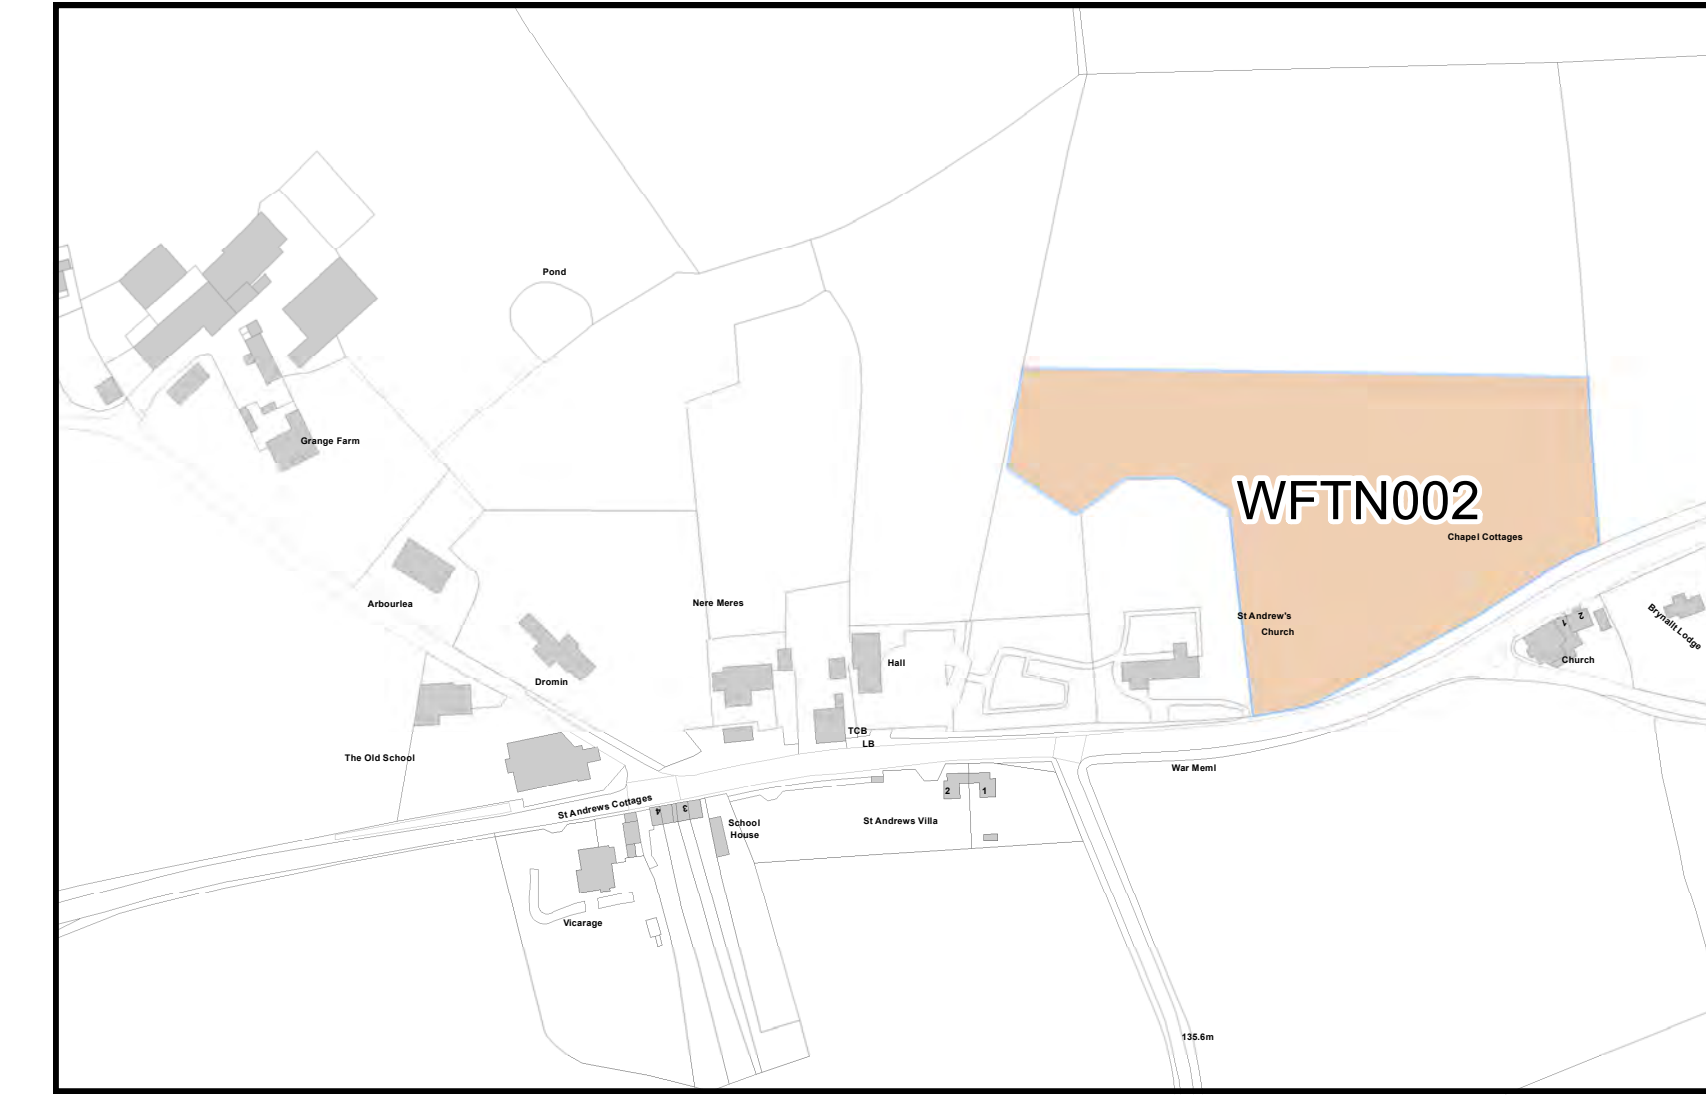 Pond
Grange Farm
WFTN002
Chapel Cottages
Arbourlea
Nere Meres
St Andrew's
Church
1
2
Brynallt Lodge
Church
Hall
Dromin
TCB
LB
The Old School
War Meml
St Andrews Cottages
4
3
2
1
School
House
St Andrews Villa
Vicarage
135.6m